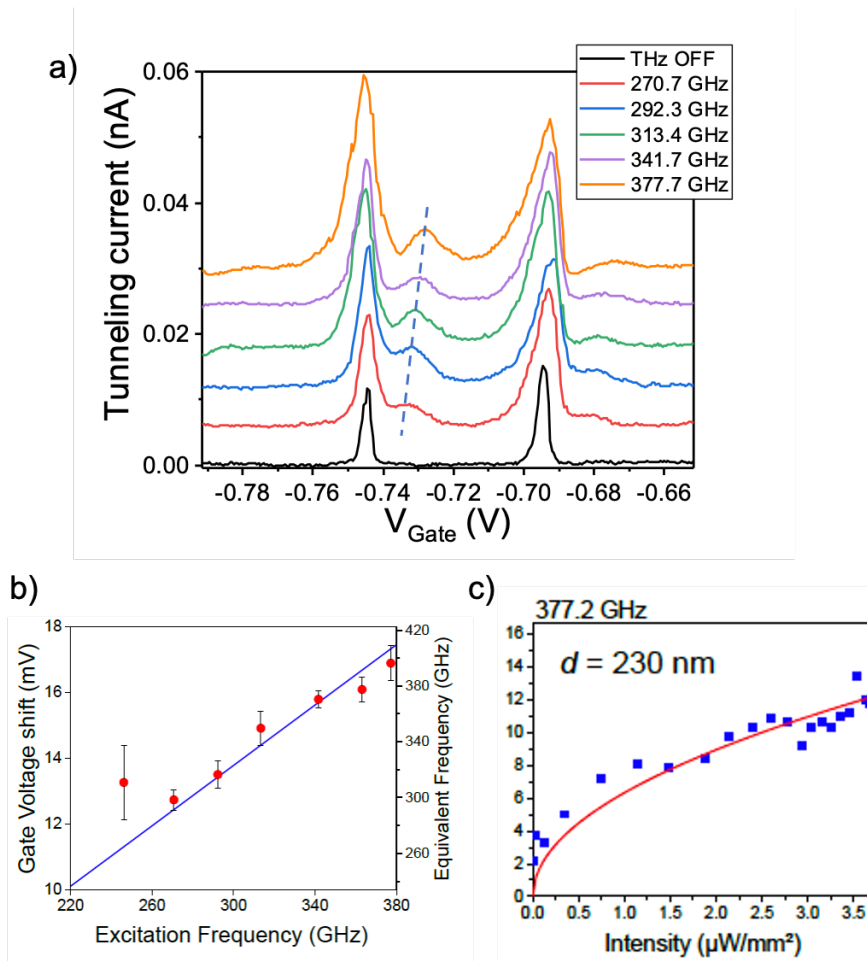 a)
Tunneling current (nA)
0.06
0.04
0.02
0.00
THz OFF
270.7 GHz
292.3 GHz
313.4 GHz
341.7 GHz
377.7 GHz
-0.78 -0.76 -0.74 -0.72 -0.70 -0.68 -0.66
VGate (V)
b)
Gate Voltage shift (mV)
18
16
14
12
10
420
380
340
300
260
Equivalent Frequency (GHz)
220 260 300 340 380
Excitation Frequency (GHz)
c)
377.2 GHz
d = 230 nm
16
14
12
10
8
6
4
2
0
0.0 0.5 1.0 1.5 2.0 2.5 3.0 3.5
Intensity (µW/mm²)